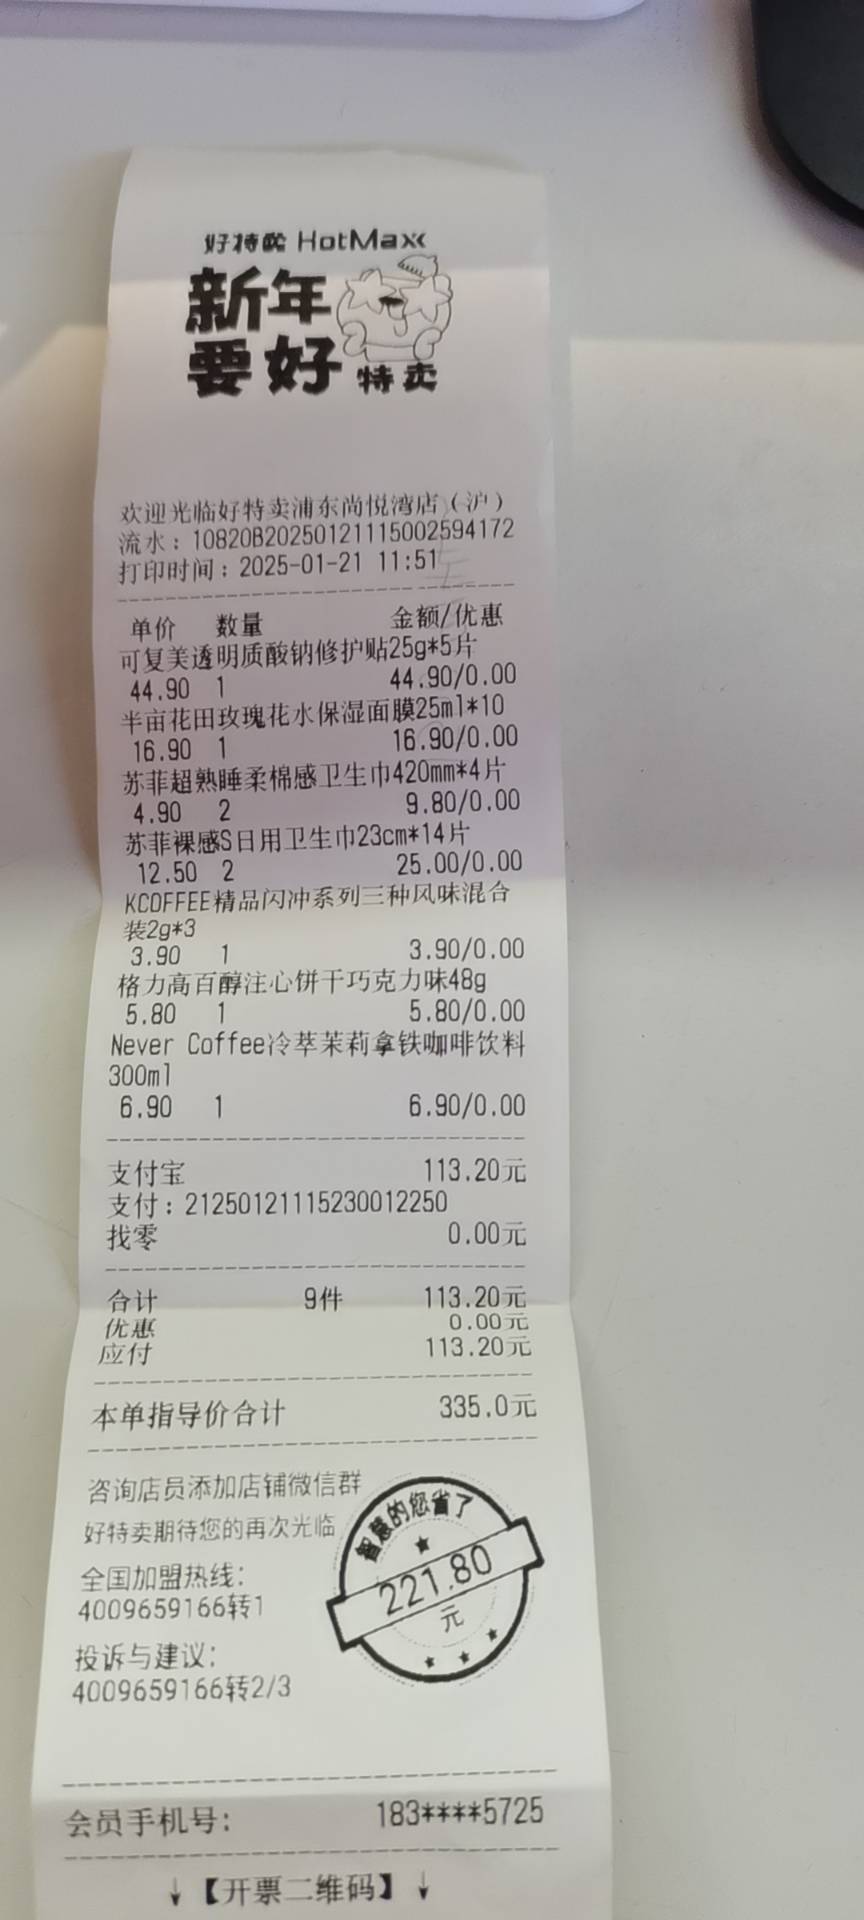 好特卖 HotMaxx
新年
要好特卖
欢迎光临好特卖浦东尚悦湾店（沪）
流水：10820B202501211115002594172
打印时间：2025-01-21 11:51
单价 数量 金额/优惠
可复美透明质酸钠修护贴25g*5片
44.90 1 44.90/0.00
半亩花田玫瑰花水保湿面膜25ml*10
16.90 1 16.90/0.00
苏菲超熟睡柔棉感卫生巾420mm*4片
4.90 2 9.80/0.00
苏菲裸感S日用卫生巾23cm*14片
12.50 2 25.00/0.00
KCOFFEE精品闪冲系列三种风味混合
装2g*3
3.90 1 3.90/0.00
格力高百醇注心饼干巧克力味48g
5.80 1 5.80/0.00
Never Coffee冷萃茉莉拿铁咖啡饮料
300ml
6.90 1 6.90/0.00
支付宝 113.20元
支付：212501211115230012250
找零 0.00元
合计 9件 113.20元
优惠 0.00元
应付 113.20元
本单指导价合计 335.0元
咨询店员添加店铺微信群
好特卖期待您的再次光临
全国加盟热线：
4009659166转1
投诉与建议：
4009659166转2/3
智慧的您省了
221.80
元
会员手机号： 183****5725
↓【开票二维码】↓